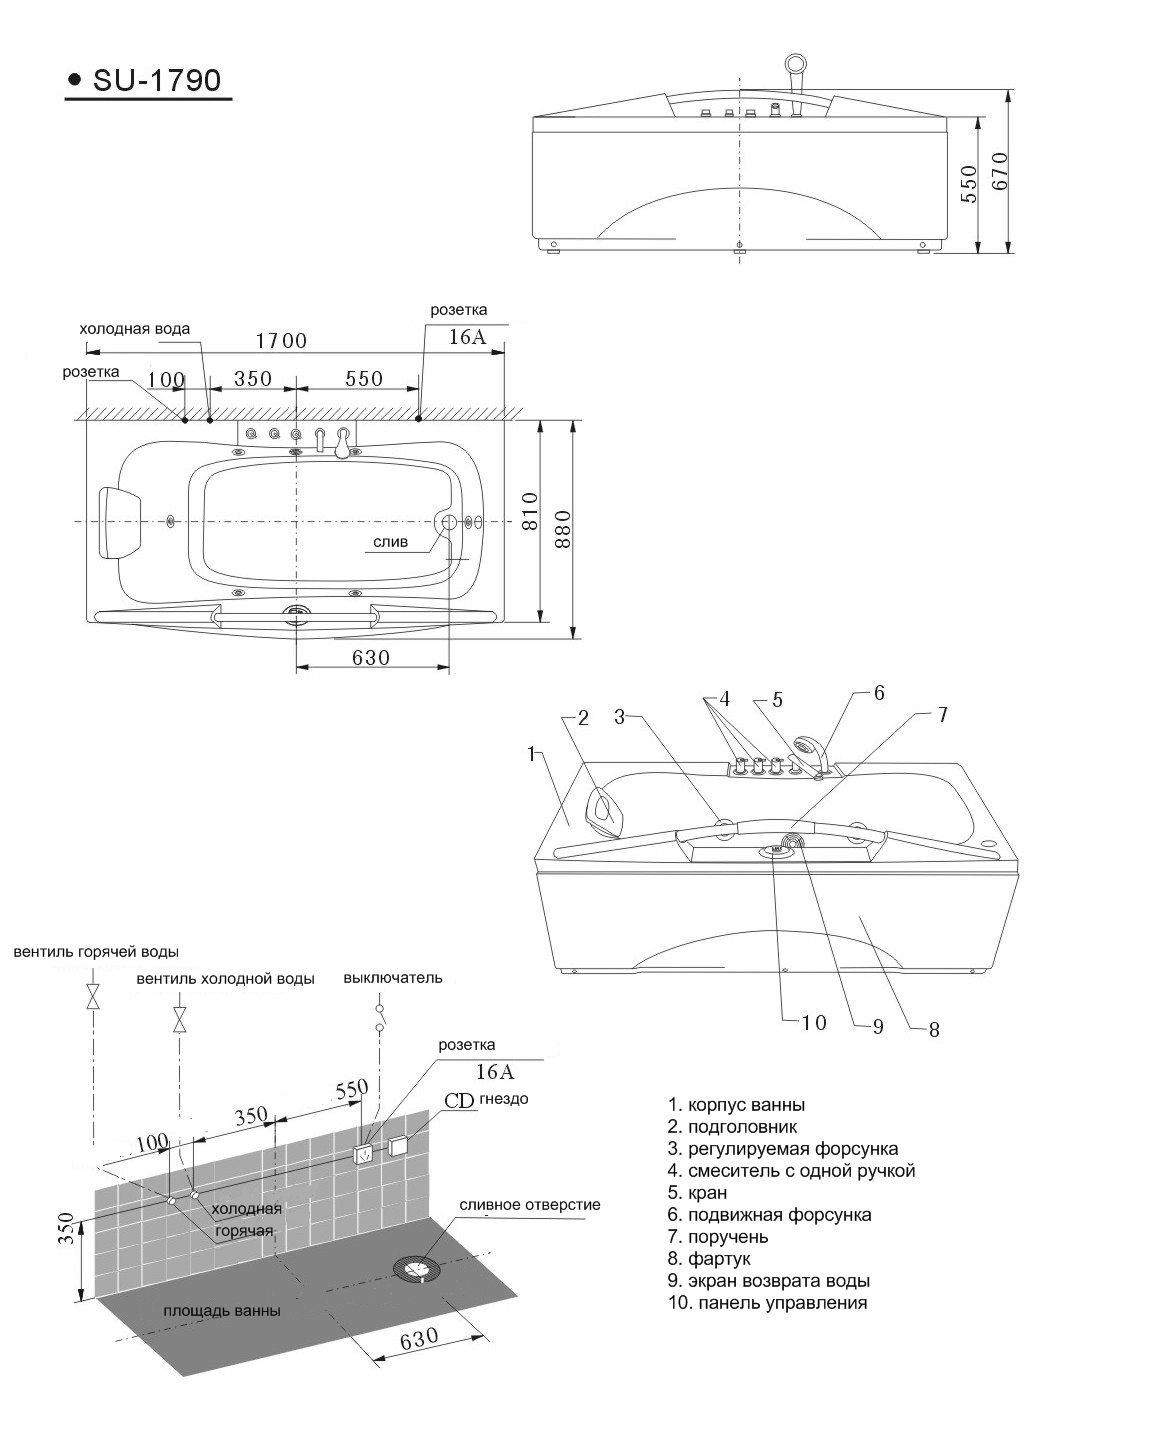 • SU-1790
550
670
розетка
16A
холодная вода
1700
розетка
100
350
550
слив
810
880
630
1
2
3
4
5
6
7
10
9
8
вентиль горячей воды
вентиль холодной воды
выключатель
розетка
16A
CD гнездо
550
350
100
350
холодная
горячая
сливное отверстие
площадь ванны
630
1. корпус ванны
2. подголовник
3. регулируемая форсунка
4. смеситель с одной ручкой
5. кран
6. подвижная форсунка
7. поручень
8. фартук
9. экран возврата воды
10. панель управления